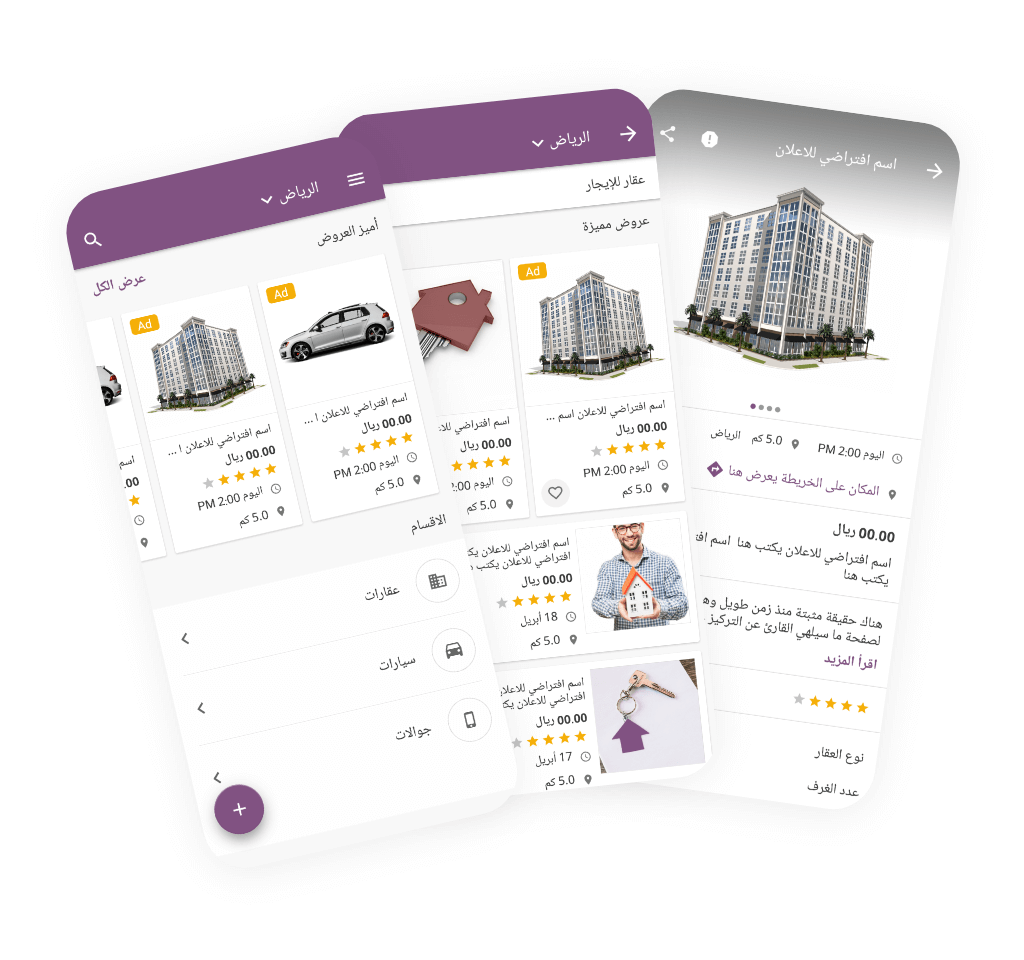 الرياض
أميز العروض
عرض الكل
Ad
اسم افتراضي للاعلان ا ...
00.00 ريال
اليوم 2:00 PM
5.0 كم
Ad
اسم افتراضي للاعلان ا ...
00.00 ريال
اليوم 2:00 PM
5.0 كم
اسم
00.
الاقسام
عقارات
سيارات
جوالات
+
الرياض
عقار للإيجار
عروض مميزة
Ad
اسم افتراضي للاعلان اسم ...
00.00 ريال
اليوم 2:00 PM
5.0 كم
اسم افتراضي للاء
00.00 ريال
اليوم 2:00
5.0 كم
اسم افتراضي للاعلان يك
افتراضي للاعلان يكتب
00.00 ريال
18 أبريل
5.0 كم
اسم افتراضي للاعلان
افتراضي للاعلان يك
00.00 ريال
17 أبريل
5.0 كم
اسم افتراضي للاعلان
اليوم 2:00 PM
5.0 كم
الرياض
المكان على الخريطة يعرض هنا
00.00 ريال
اسم افتراضي للاعلان يكتب هنا اسم افت
يكتب هنا
هناك حقيقة مثبتة منذ زمن طويل وه
لصفحة ما سيلهي القارئ عن التركيز
اقرأ المزيد
نوع العقار
عدد الغرف